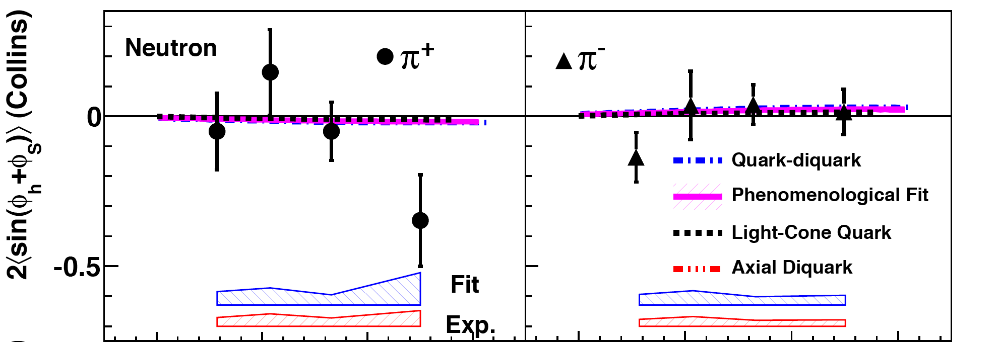 2⟨sin(ϕh+ϕS)⟩ (Collins)
Neutron
π+
π-
0
-0.5
Quark-diquark
Phenomenological Fit
Light-Cone Quark
Axial Diquark
Fit
Exp.